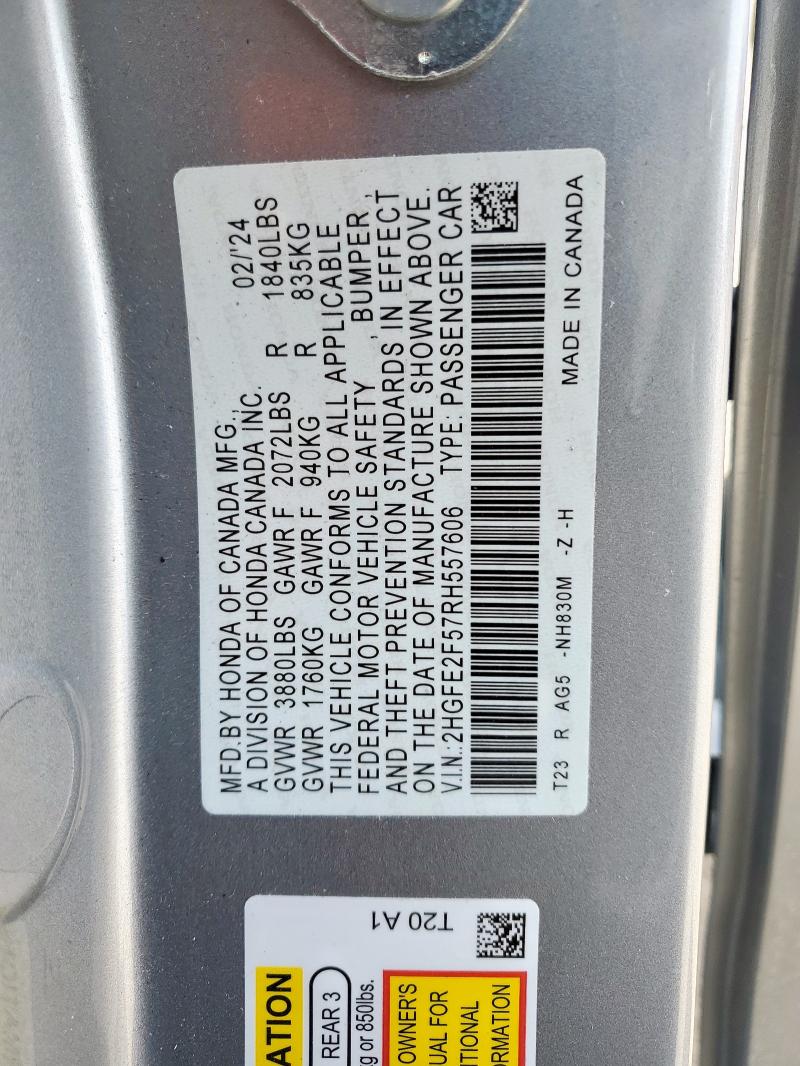 MFD.BY HONDA OF CANADA MFG.,
A DIVISION OF HONDA CANADA INC. 02/'24
GVWR 3880LBS GAWR F 2072LBS R 1840LBS
GVWR 1760KG GAWR F 940KG R 835KG
THIS VEHICLE CONFORMS TO ALL APPLICABLE
FEDERAL MOTOR VEHICLE SAFETY , BUMPER ,
AND THEFT PREVENTION STANDARDS IN EFFECT
ON THE DATE OF MANUFACTURE SHOWN ABOVE.
V.I.N.:2HGFE2F57RH557606 TYPE: PASSENGER CAR
T23 R AG5 -NH830M -Z -H MADE IN CANADA
T20 A1
ATION
REAR 3
g or 850lbs.
OWNER'S
UAL FOR
ITIONAL
ORMATION